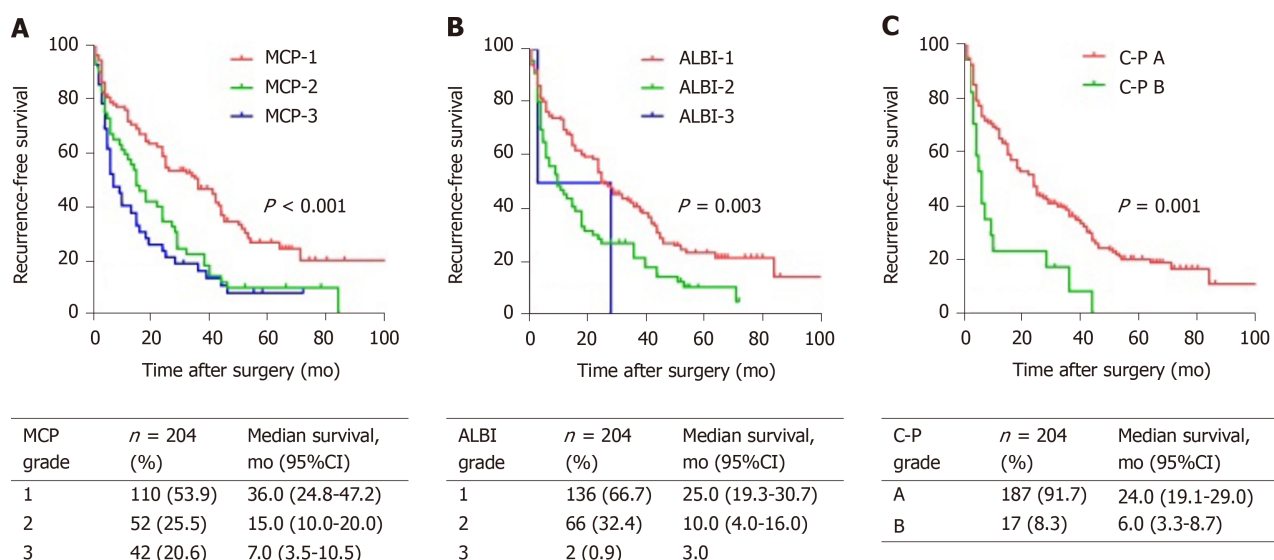 A
100
80
60
40
20
0
Recurrence-free survival
MCP-1
MCP-2
MCP-3
P < 0.001
0 20 40 60 80 100
Time after surgery (mo)
MCP grade
n = 204 (%)
Median survival, mo (95%CI)
1 110 (53.9) 36.0 (24.8-47.2)
2 52 (25.5) 15.0 (10.0-20.0)
3 42 (20.6) 7.0 (3.5-10.5)
B
100
80
60
40
20
0
Recurrence-free survival
ALBI-1
ALBI-2
ALBI-3
P = 0.003
0 20 40 60 80 100
Time after surgery (mo)
ALBI grade
n = 204 (%)
Median survival, mo (95%CI)
1 136 (66.7) 25.0 (19.3-30.7)
2 66 (32.4) 10.0 (4.0-16.0)
3 2 (0.9) 3.0
C
100
80
60
40
20
0
Recurrence-free survival
C-P A
C-P B
P = 0.001
0 20 40 60 80 100
Time after surgery (mo)
C-P grade
n = 204 (%)
Median survival, mo (95%CI)
A 187 (91.7) 24.0 (19.1-29.0)
B 17 (8.3) 6.0 (3.3-8.7)